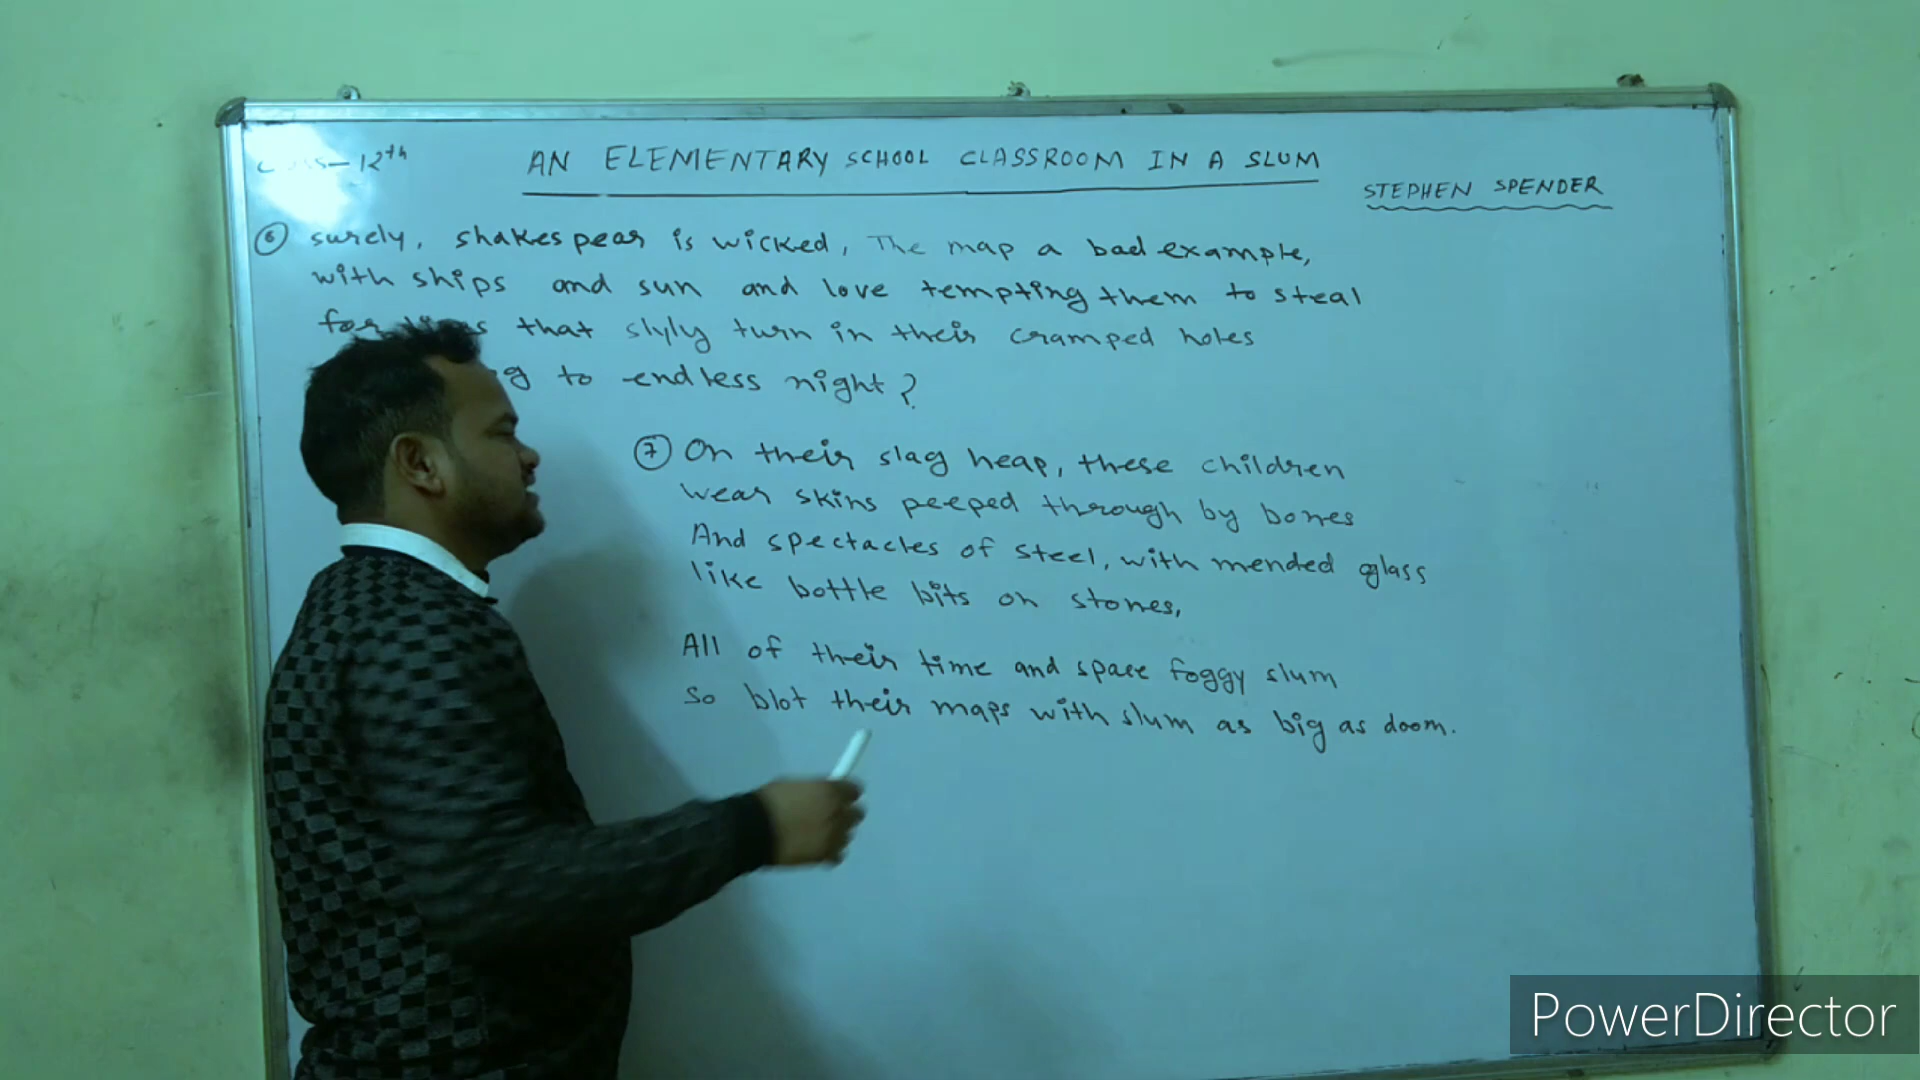 12th
AN ELEMENTARY SCHOOL CLASSROOM IN A SLUM
STEPHEN SPENDER
6 surely, shakespear is wicked, The map a bad example,
with ships and sun and love tempting them to steal
that slyly turn in their cramped holes
to endless night?
7 On their slag heap, these children
wear skins peeped through by bones
And spectacles of steel, with mended glass
like bottle bits on stones,
All of their time and space foggy slum
So blot their maps with slum as big as doom.
PowerDirector